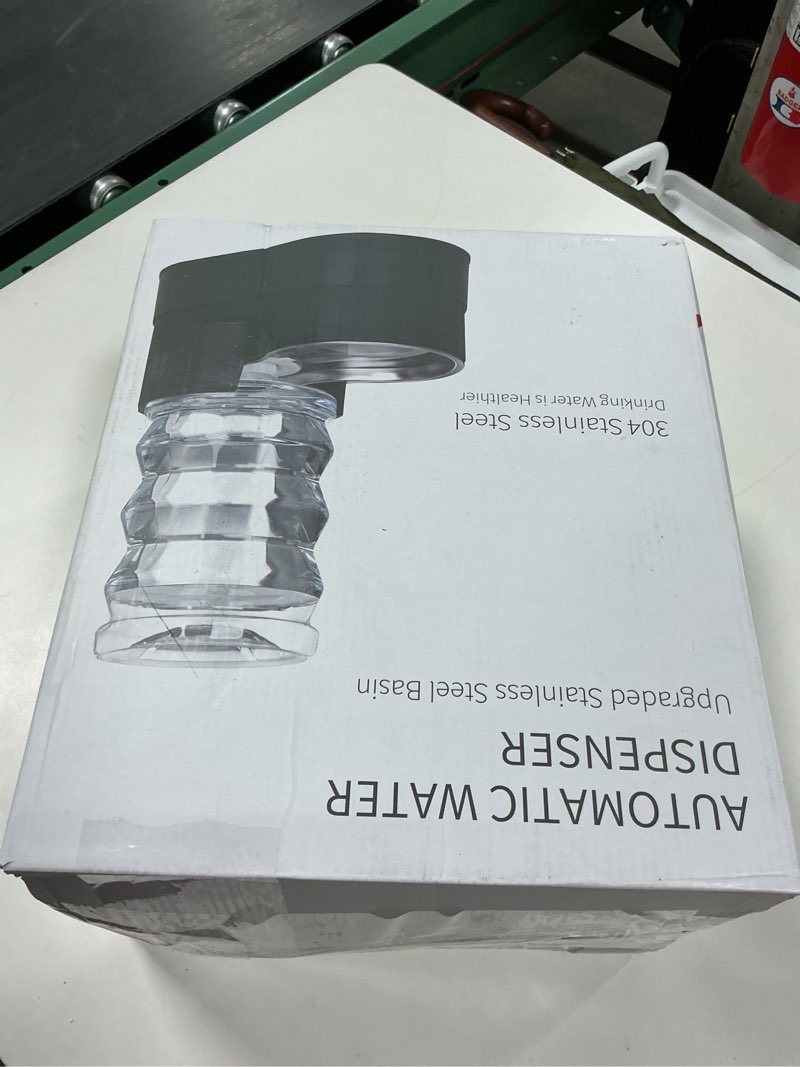 AUTOMATIC WATER
DISPENSER
Upgraded Stainless Steel Basin
304 Stainless Steel
Drinking Water is Healthier